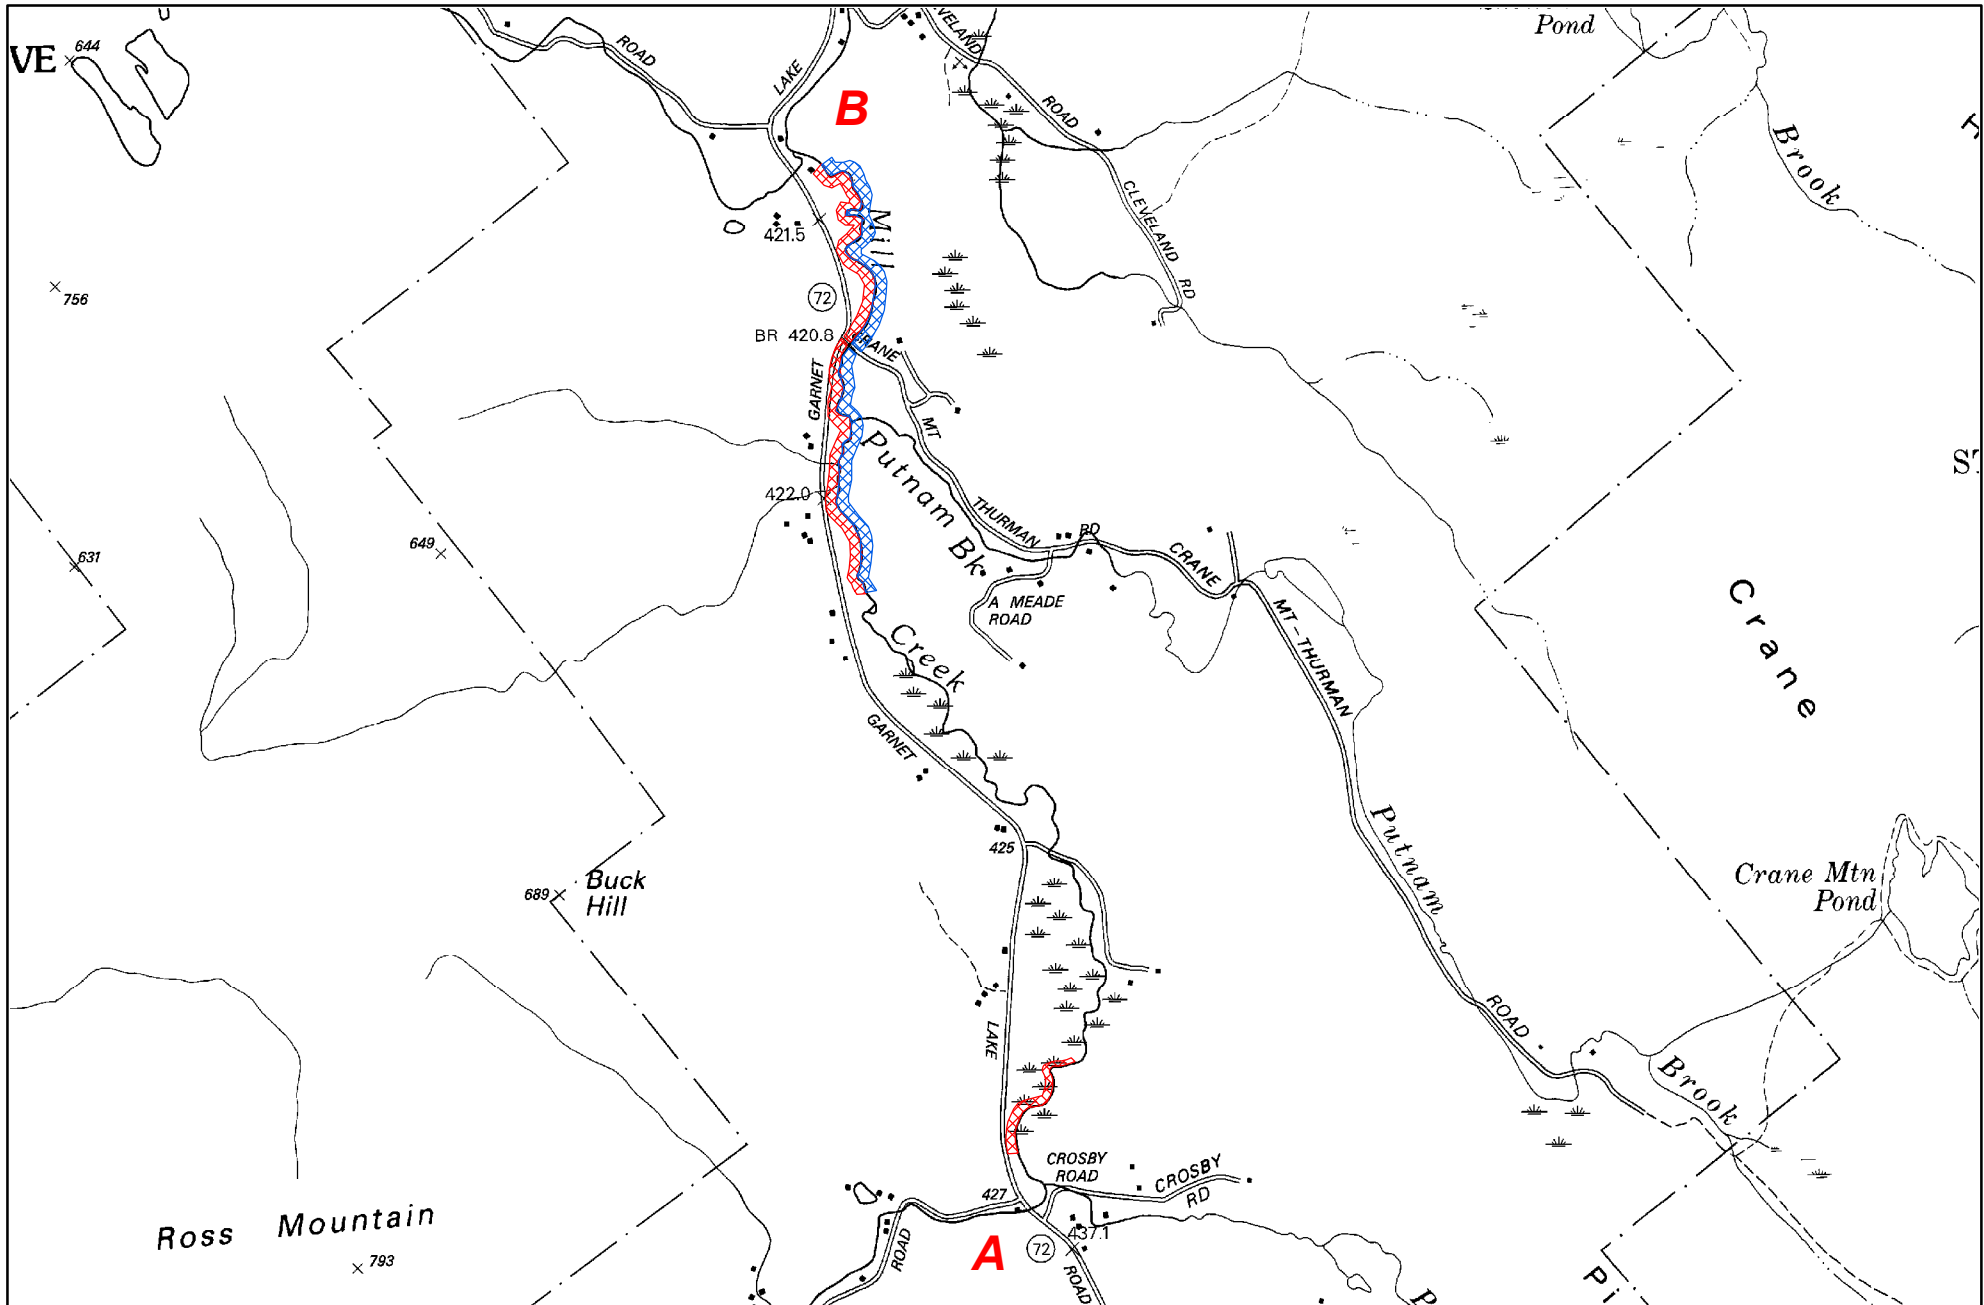 Pond
VE
644
ROAD
LAKE
VELAND
B
ROAD
Brook
CLEVELAND
RD
Mill
421.5
756
72
BR 420.8
CRANE
GARNET
MT
Putnam Bk
422.0
THURMAN
RD
CRANE
649
631
A MEADE
ROAD
MT-THURMAN
Crane
Creek
GARNET
425
Putnam
Crane Mtn
Pond
689
Buck
Hill
LAKE
ROAD
Brook
CROSBY
ROAD
CROSBY
RD
427
437.1
Ross Mountain
793
ROAD
A
72
ROAD
Pi